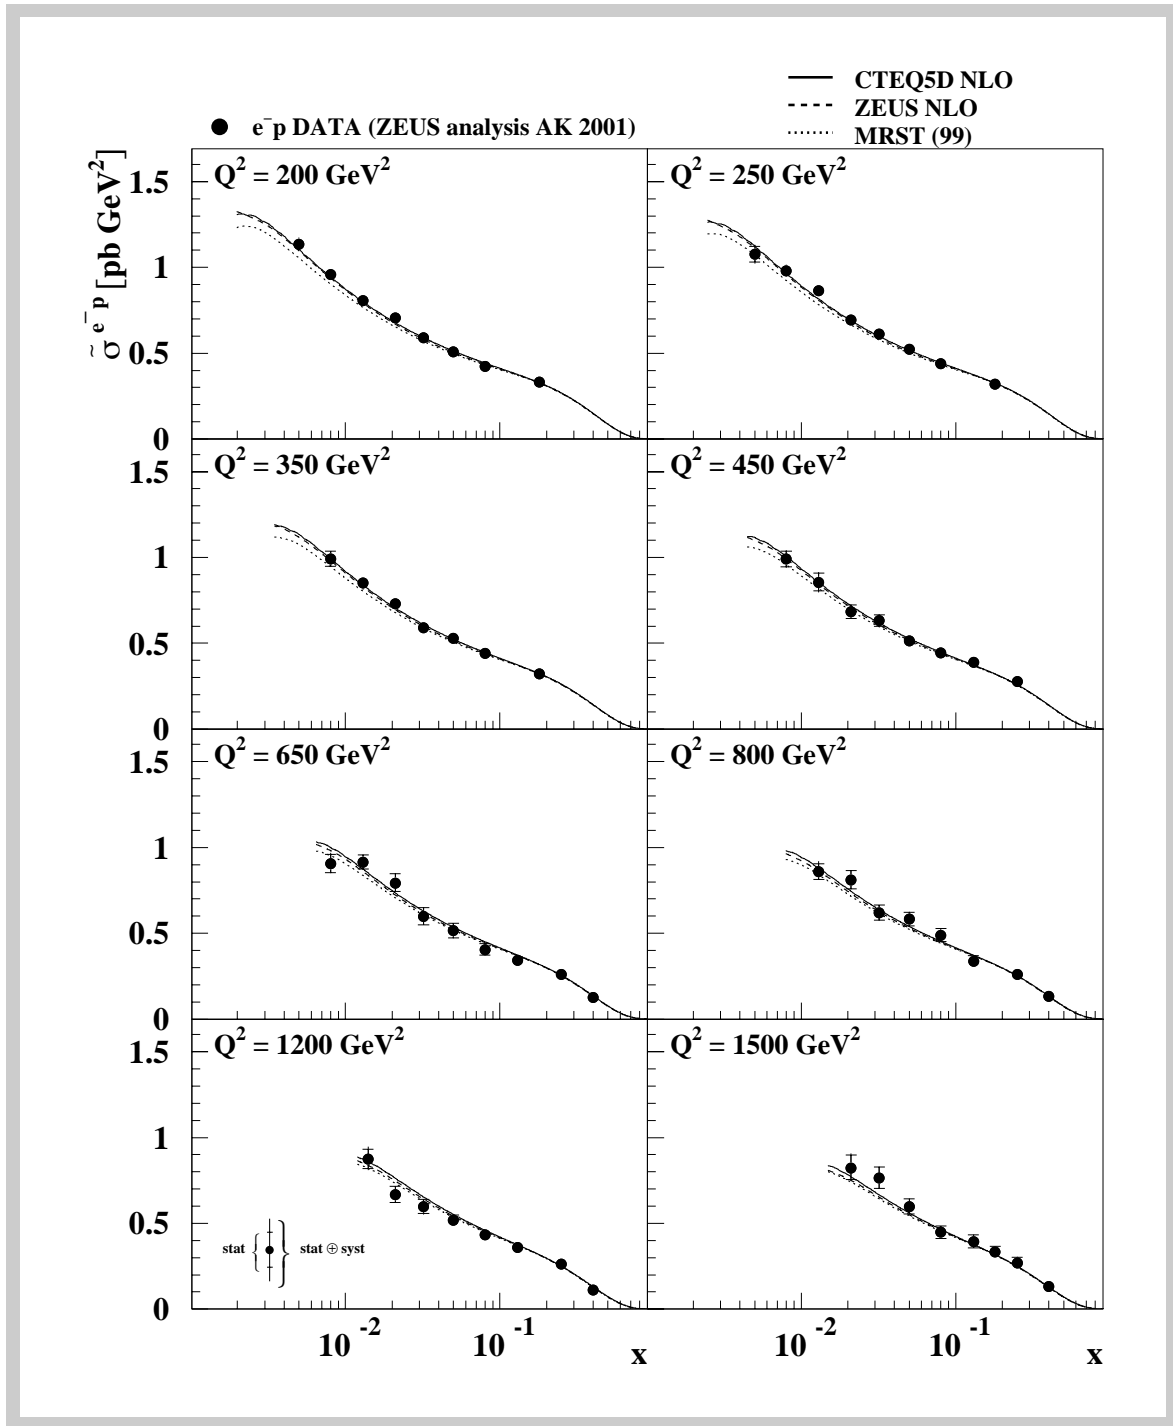 CTEQ5D NLO
ZEUS NLO
MRST (99)
e⁻p DATA (ZEUS analysis AK 2001)
σ̃ e⁻p [pb GeV²]
Q² = 200 GeV²
Q² = 250 GeV²
1.5
1
0.5
0
Q² = 350 GeV²
Q² = 450 GeV²
1.5
1
0.5
0
Q² = 650 GeV²
Q² = 800 GeV²
1.5
1
0.5
0
Q² = 1200 GeV²
Q² = 1500 GeV²
1.5
1
0.5
0
stat { } stat ⊕ syst
10⁻² 10⁻¹ x
10⁻² 10⁻¹ x